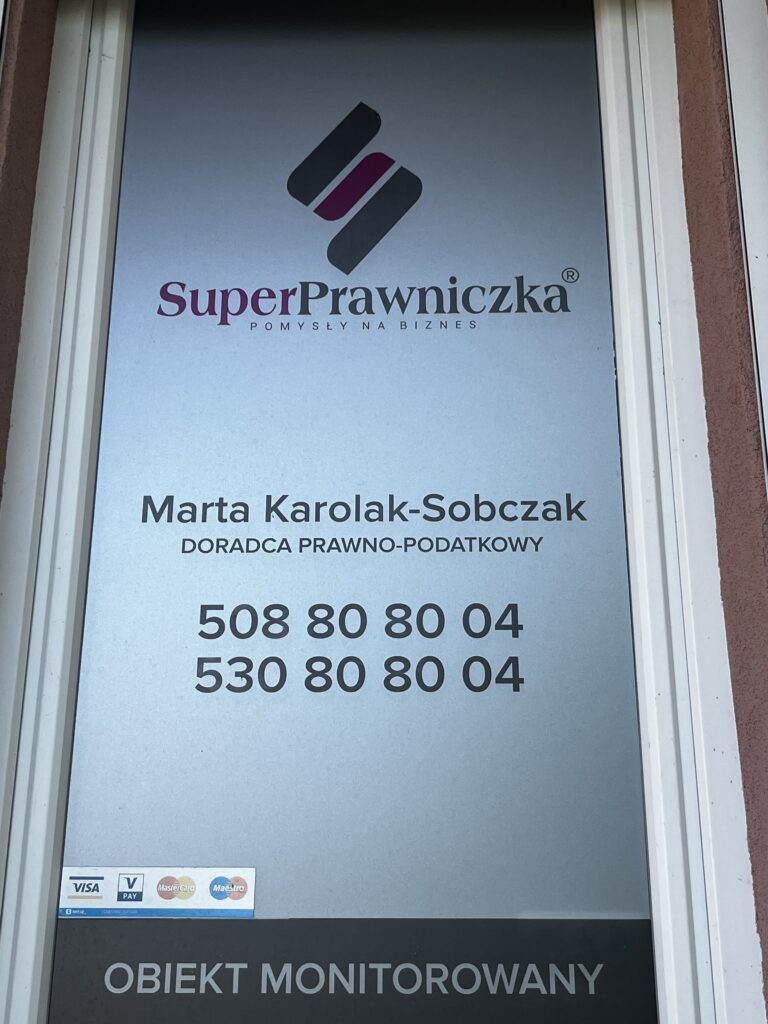 SuperPrawniczka®
POMYSŁY NA BIZNES
Marta Karolak-Sobczak
DORADCA PRAWNO-PODATKOWY
508 80 80 04
530 80 80 04
VISA V PAY MasterCard Maestro
OBIEKT MONITOROWANY